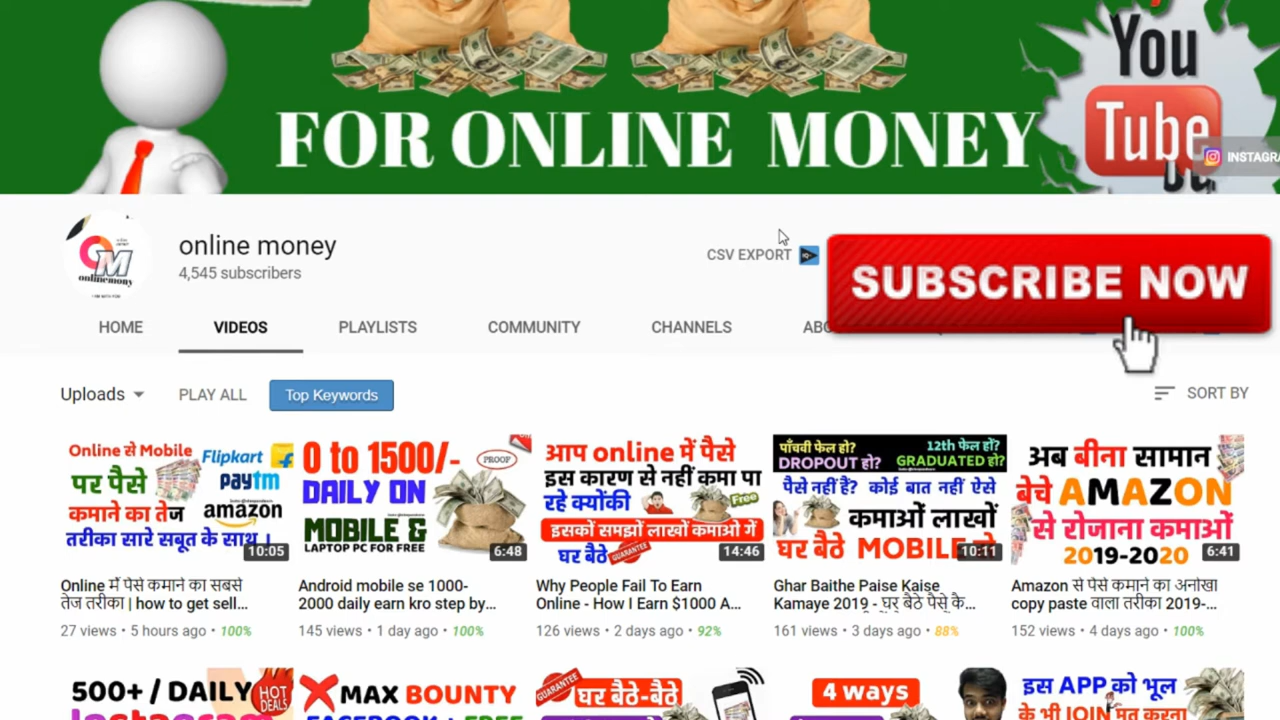 FOR ONLINE MONEY
You
Tube
INSTAGRA
OM
onlinemony
online money
4,545 subscribers
CSV EXPORT
SUBSCRIBE NOW
HOME
VIDEOS
PLAYLISTS
COMMUNITY
CHANNELS
ABO
Uploads
PLAY ALL
Top Keywords
SORT BY
Online से Mobile
पर पैसे
कमाने का तेज
तरीका सारे सबूत के साथ।
Flipkart
paytm
amazon
10:05
0 to 1500/-
PROOF
DAILY ON
MOBILE &
LAPTOP PC FOR FREE
6:48
आप online में पैसे
इस कारण से नहीं कमा पा
रहे क्योंकी
Free
इसकों समझों लाखों कमाओगें
घर बैठे
GUARANTEE
14:46
पाँचवी फेल हो?
DROPOUT हो?
12th फेल हों?
GRADUATED हो?
पैसे नहीं हैं? कोई बात नहीं ऐसे
कमाओं लाखों
घर बैठे MOBILE
10:11
अब बीना सामान
बेचे AMAZON
से रोजाना कमाओं
2019-2020
6:41
Online में पैसे कमाने का सबसे
तेज तरीका | how to get sell...
27 views • 5 hours ago • 100%
Android mobile se 1000-
2000 daily earn kro step by...
145 views • 1 day ago • 100%
Why People Fail To Earn
Online - How I Earn $1000 A...
126 views • 2 days ago • 92%
Ghar Baithe Paise Kaise
Kamaye 2019 - घर बैठे पैसे कै...
161 views • 3 days ago • 88%
Amazon से पैसे कमाने का अनोखा
copy paste वाला तरीका 2019-...
152 views • 4 days ago • 100%
500+ / DAILY
HOT
DEALS
Instagram
MAX BOUNTY
FACEBOOK + FREE
GUARANTEE
घर बैठे-बैठे
4 ways
इस APP को भूल
के भी JOIN मत करना